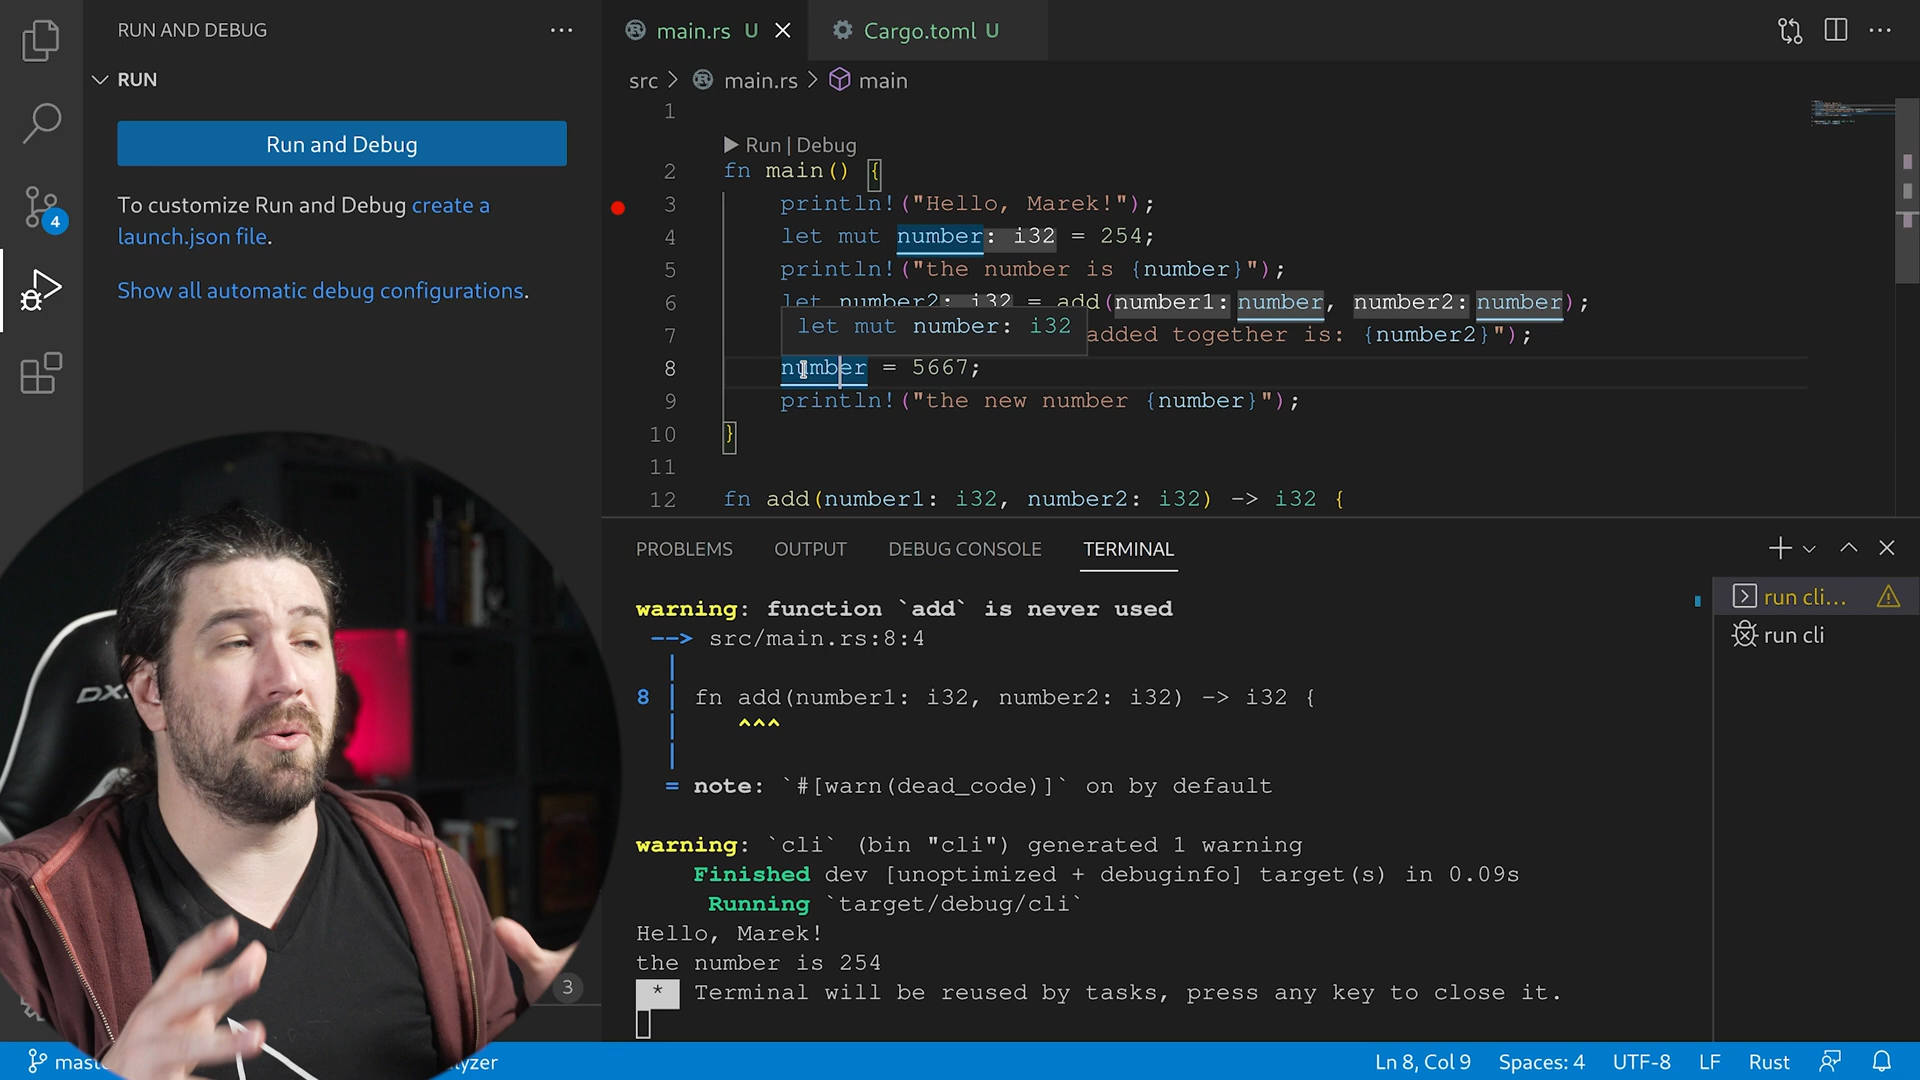 RUN AND DEBUG
RUN
Run and Debug
To customize Run and Debug create a
launch.json file.
Show all automatic debug configurations.
4
main.rs U
Cargo.toml U
src > main.rs > main
1
Run | Debug
2 fn main() {
3 println!("Hello, Marek!");
4 let mut number: i32 = 254;
5 println!("the number is {number}");
6 let number2: i32 = add(number1: number, number2: number);
let mut number: i32
7 added together is: {number2}");
8 number = 5667;
9 println!("the new number {number}");
10 }
11
12 fn add(number1: i32, number2: i32) -> i32 {
PROBLEMS OUTPUT DEBUG CONSOLE TERMINAL
run cli...
run cli
warning: function `add` is never used
--> src/main.rs:8:4
|
8 | fn add(number1: i32, number2: i32) -> i32 {
| ^^^
|
= note: `#[warn(dead_code)]` on by default
warning: `cli` (bin "cli") generated 1 warning
Finished dev [unoptimized + debuginfo] target(s) in 0.09s
Running `target/debug/cli`
Hello, Marek!
the number is 254
* Terminal will be reused by tasks, press any key to close it.
3
Ln 8, Col 9 Spaces: 4 UTF-8 LF Rust